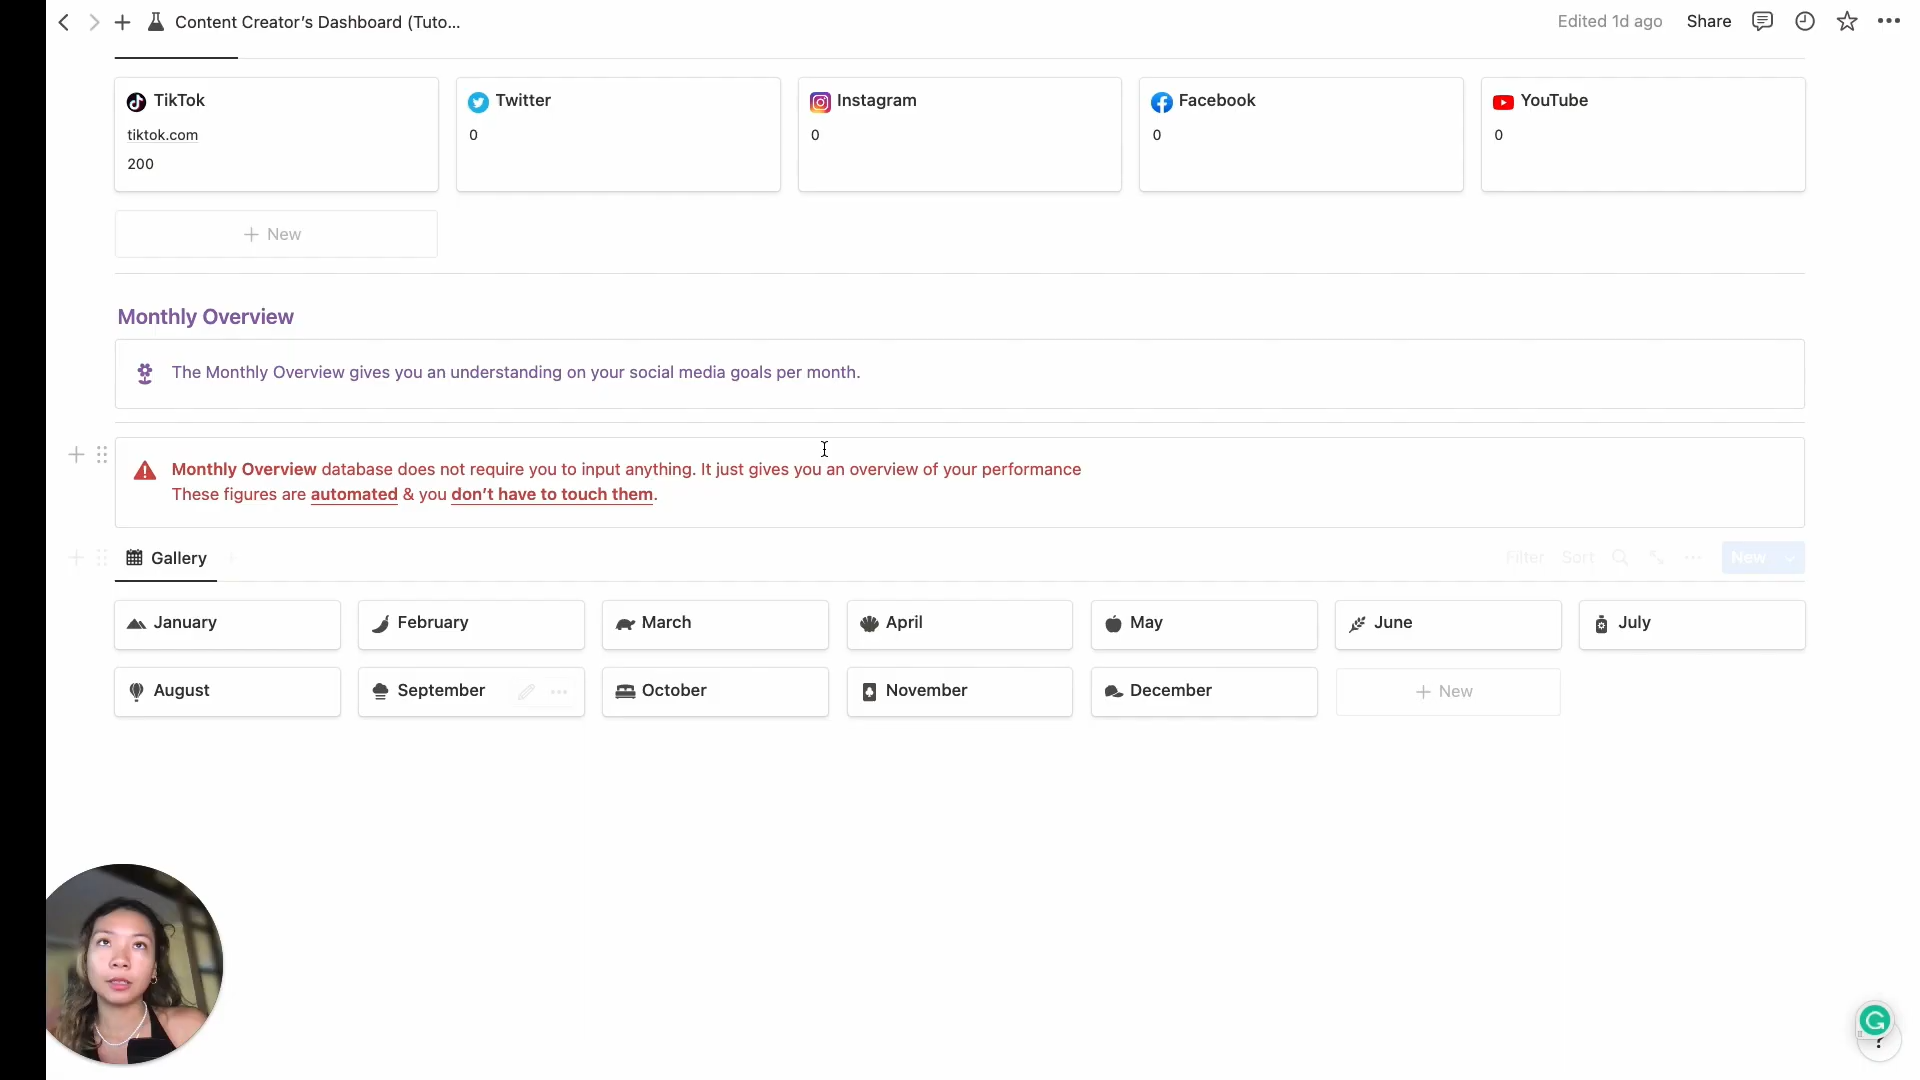 Content Creator's Dashboard (Tuto...
Edited 1d ago
Share
TikTok
tiktok.com
200
Twitter
0
Instagram
0
Facebook
0
YouTube
0
New
Monthly Overview
The Monthly Overview gives you an understanding on your social media goals per month.
Monthly Overview database does not require you to input anything. It just gives you an overview of your performance
These figures are automated & you don't have to touch them.
Gallery
Filter
Sort
New
January
February
March
April
May
June
July
August
September
October
November
December
New
?